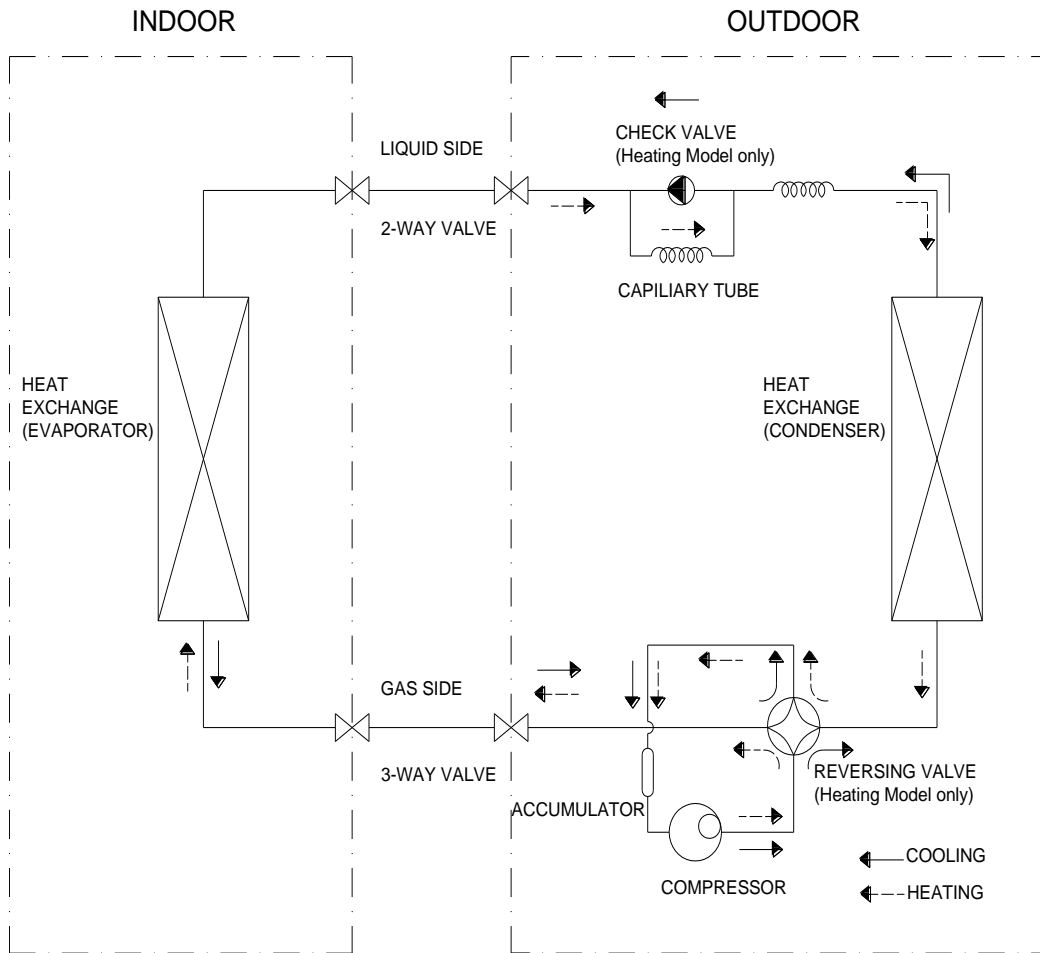 INDOOR
OUTDOOR
LIQUID SIDE
CHECK VALVE
(Heating Model only)
2-WAY VALVE
CAPILIARY TUBE
HEAT
EXCHANGE
(EVAPORATOR)
HEAT
EXCHANGE
(CONDENSER)
GAS SIDE
3-WAY VALVE
REVERSING VALVE
(Heating Model only)
ACCUMULATOR
COMPRESSOR
COOLING
HEATING